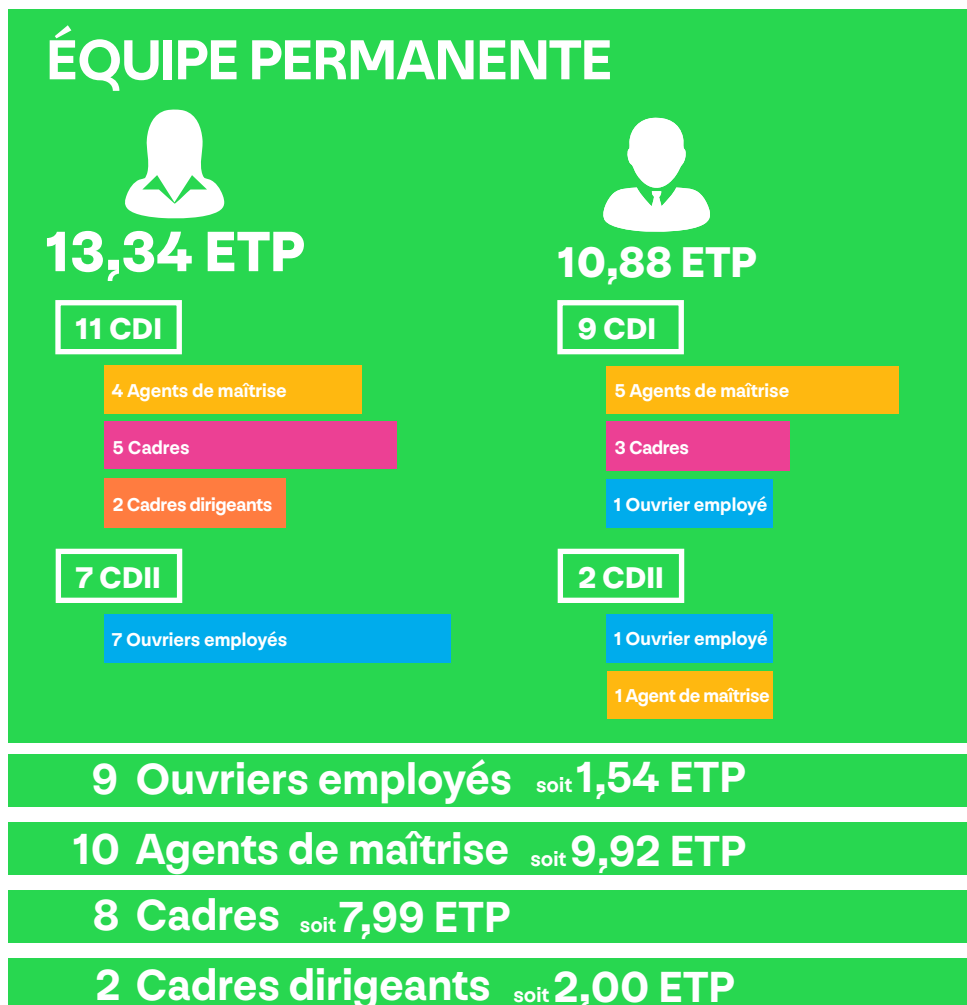 ÉQUIPE PERMANENTE
13,34 ETP
11 CDI
4 Agents de maîtrise
5 Cadres
2 Cadres dirigeants
7 CDII
7 Ouvriers employés
10,88 ETP
9 CDI
5 Agents de maîtrise
3 Cadres
1 Ouvrier employé
2 CDII
1 Ouvrier employé
1 Agent de maîtrise
9 Ouvriers employés soit 1,54 ETP
10 Agents de maîtrise soit 9,92 ETP
8 Cadres soit 7,99 ETP
2 Cadres dirigeants soit 2,00 ETP